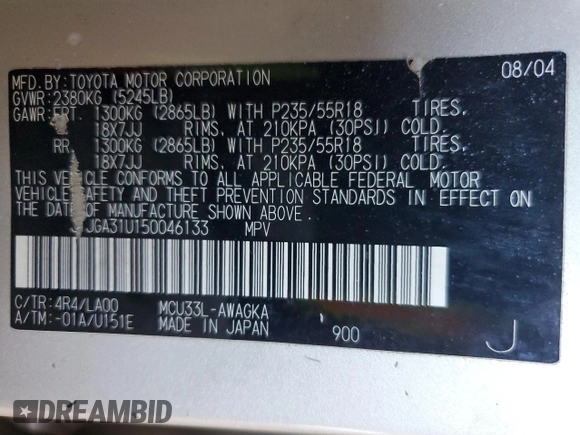 MFD.BY:TOYOTA MOTOR CORPORATION 08/04
GVWR:2380KG (5245LB)
GAWR:FRT. 1300KG (2865LB) WITH P235/55R18 TIRES,
18X7JJ RIMS, AT 210KPA (30PSI) COLD.
RR. 1300KG (2865LB) WITH P235/55R18 TIRES,
18X7JJ RIMS, AT 210KPA (30PSI) COLD.
THIS VEHICLE CONFORMS TO ALL APPLICABLE FEDERAL MOTOR
VEHICLE SAFETY AND THEFT PREVENTION STANDARDS IN EFFECT ON
THE DATE OF MANUFACTURE SHOWN ABOVE.
JGA31U150046133 MPV
C/TR:4R4/LA00 MCU33L-AWAGKA
A/TM:-01A/U151E MADE IN JAPAN 900 J
DREAMBID